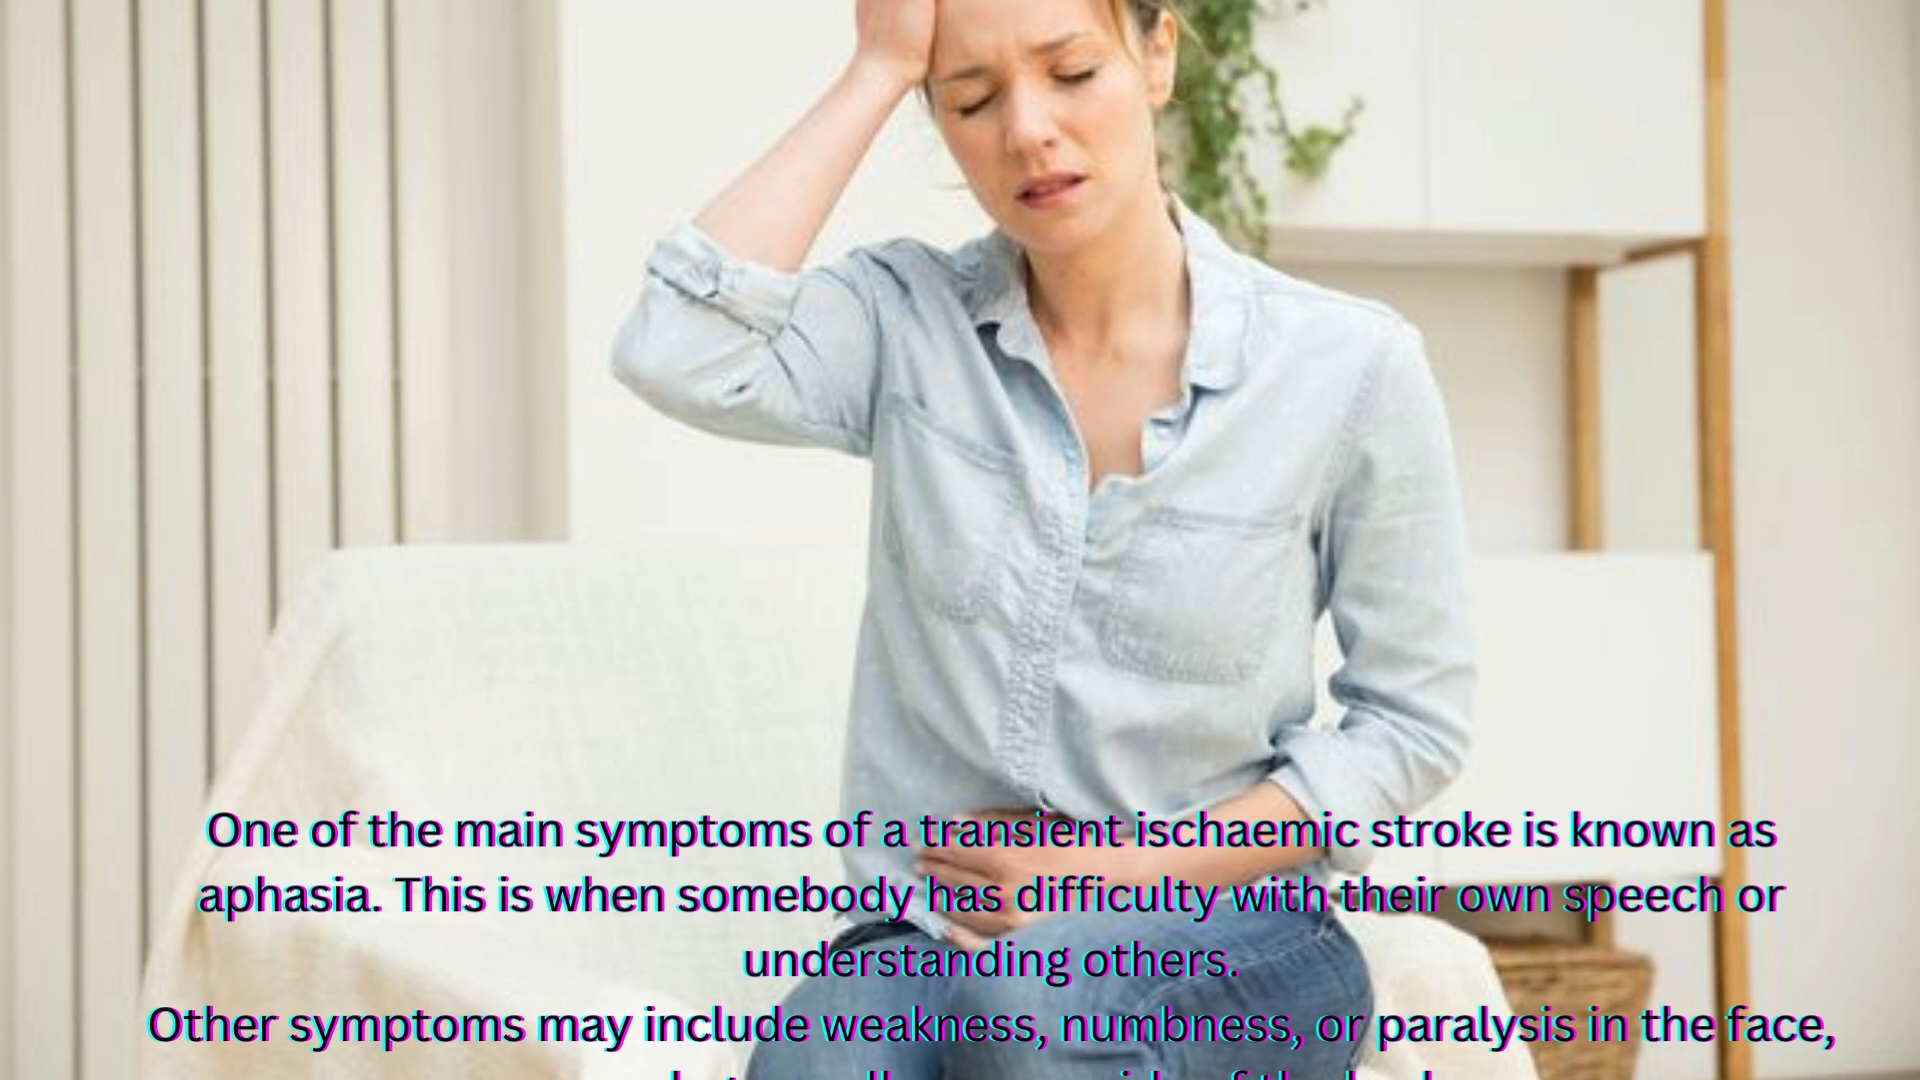 One of the main symptoms of a transient ischaemic stroke is known as
aphasia. This is when somebody has difficulty with their own speech or
understanding others.
Other symptoms may include weakness, numbness, or paralysis in the face,